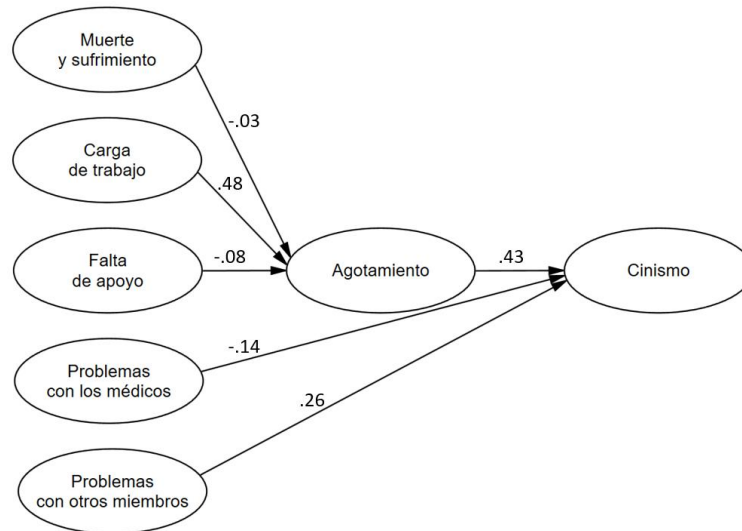 Muerte
y sufrimiento
-.03
Carga
de trabajo
.48
Falta
de apoyo
-.08
Agotamiento
.43
Cinismo
-.14
Problemas
con los médicos
.26
Problemas
con otros miembros